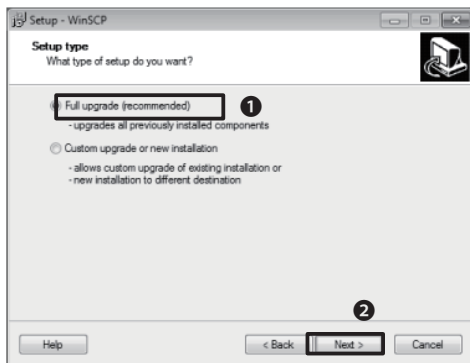 Setup - WinSCP
Setup type
What type of setup do you want?
Full upgrade (recommended) ❶
- upgrades all previously installed components
Custom upgrade or new installation
- allows custom upgrade of existing installation or
- new installation to different destination
❷
Help < Back Next > Cancel